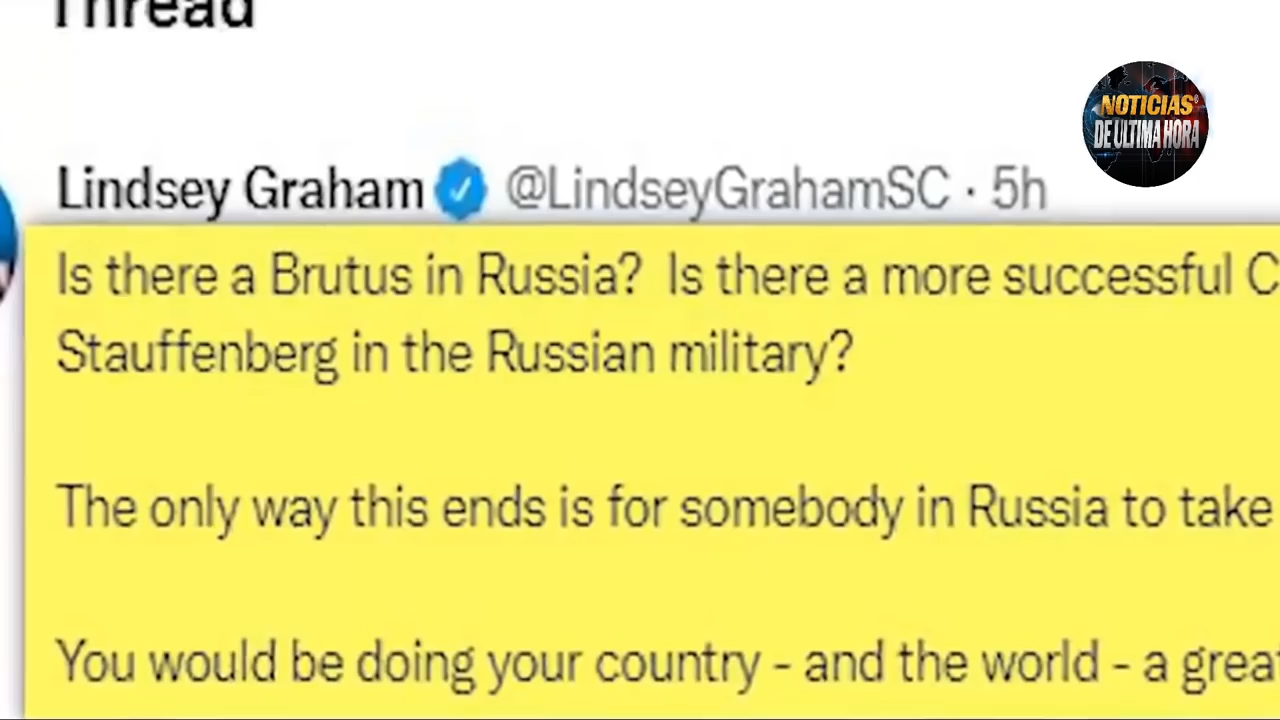 Thread
NOTICIAS
DE ULTIMA HORA
Lindsey Graham @LindseyGrahamSC · 5h
Is there a Brutus in Russia? Is there a more successful C
Stauffenberg in the Russian military?
The only way this ends is for somebody in Russia to take
You would be doing your country - and the world - a grea